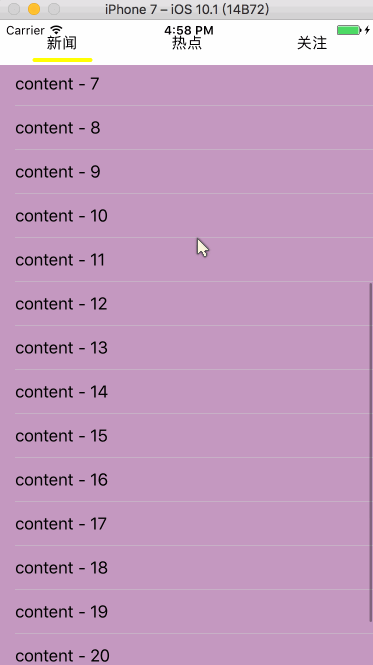 iPhone 7 – iOS 10.1 (14B72)
Carrier 4:58 PM
新闻 热点 关注
content - 7
content - 8
content - 9
content - 10
content - 11
content - 12
content - 13
content - 14
content - 15
content - 16
content - 17
content - 18
content - 19
content - 20